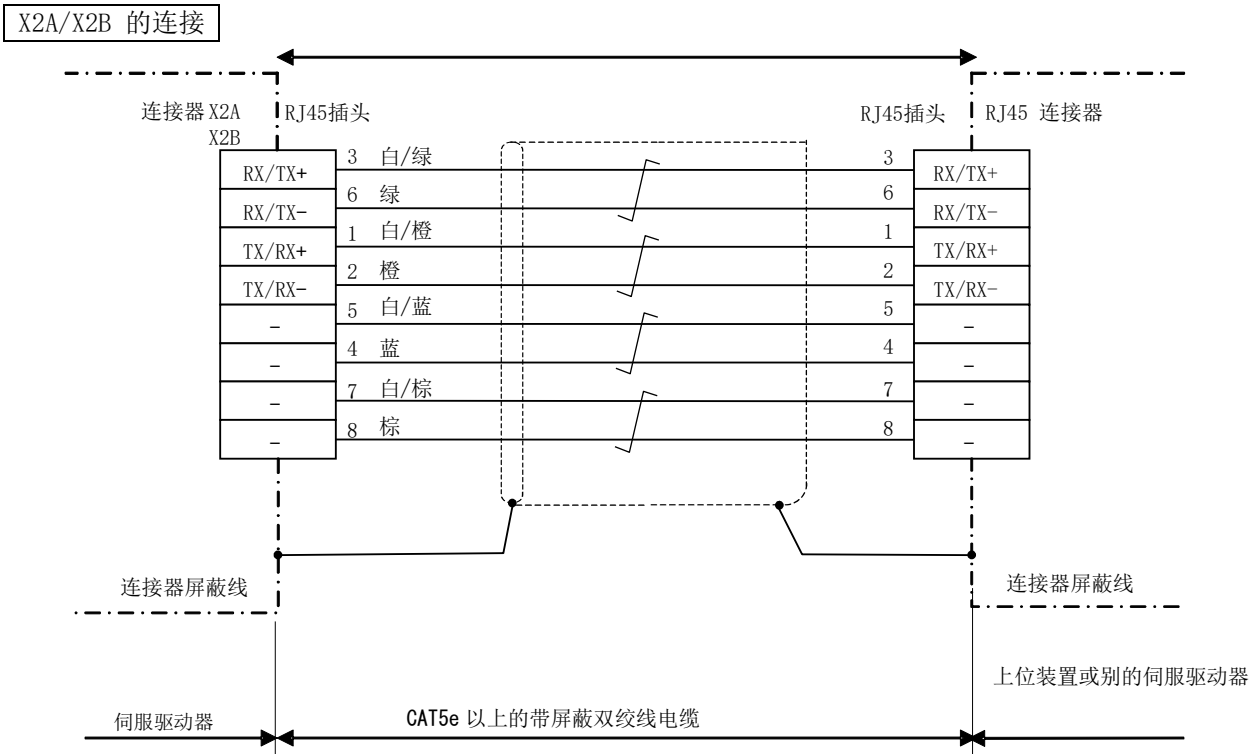 X2A/X2B 的连接
连接器 X2A
X2B
RJ45插头
RJ45插头
RJ45 连接器
RX/TX+ 3 白/绿 3 RX/TX+
RX/TX- 6 绿 6 RX/TX-
TX/RX+ 1 白/橙 1 TX/RX+
TX/RX- 2 橙 2 TX/RX-
- 5 白/蓝 5 -
- 4 蓝 4 -
- 7 白/棕 7 -
- 8 棕 8 -
连接器屏蔽线
连接器屏蔽线
上位装置或别的伺服驱动器
伺服驱动器
CAT5e 以上的带屏蔽双绞线电缆